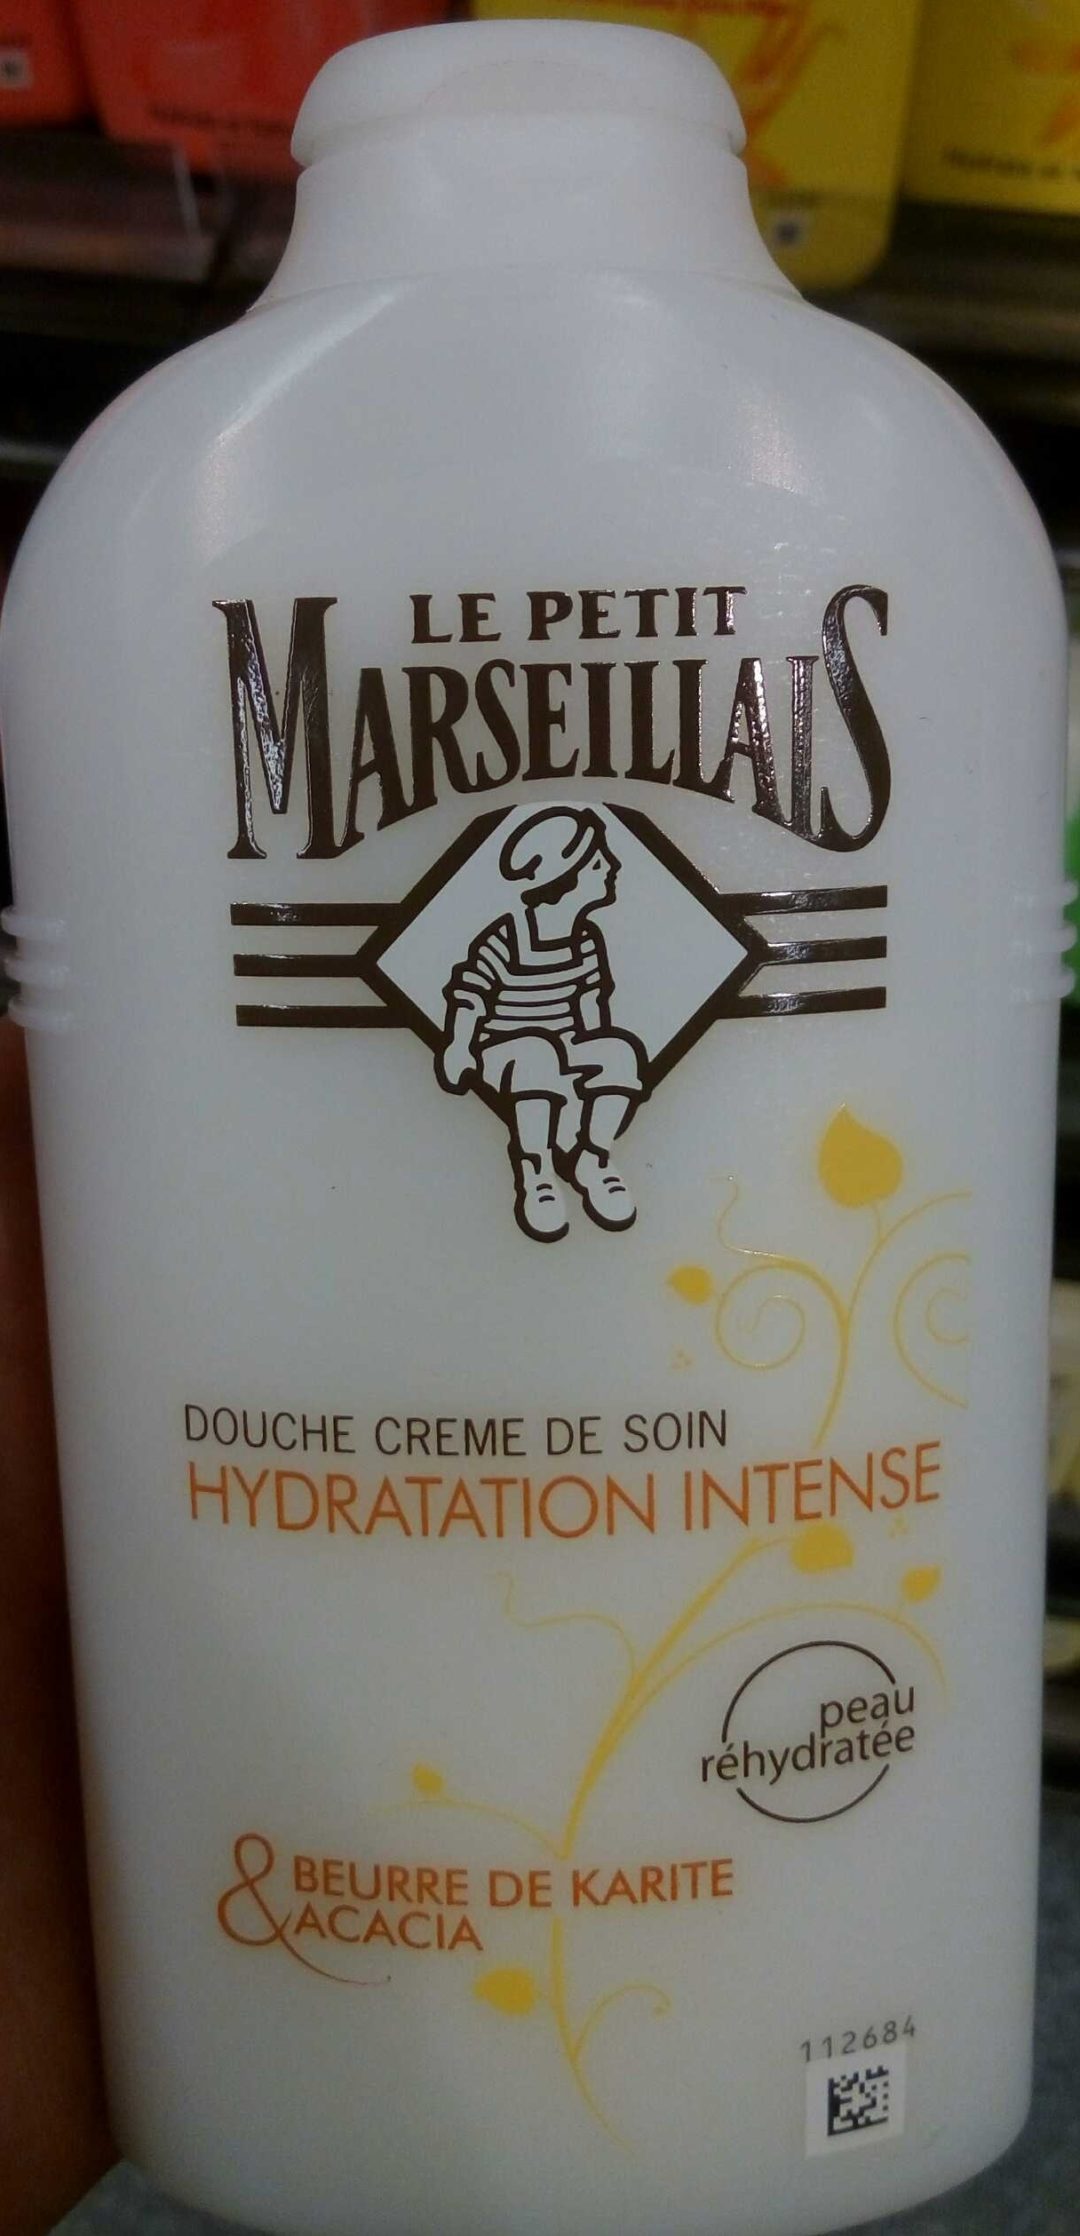 LE PETIT
MARSEILLAIS
DOUCHE CREME DE SOIN
HYDRATATION INTENSE
peau
réhydratée
& BEURRE DE KARITE
ACACIA
112684